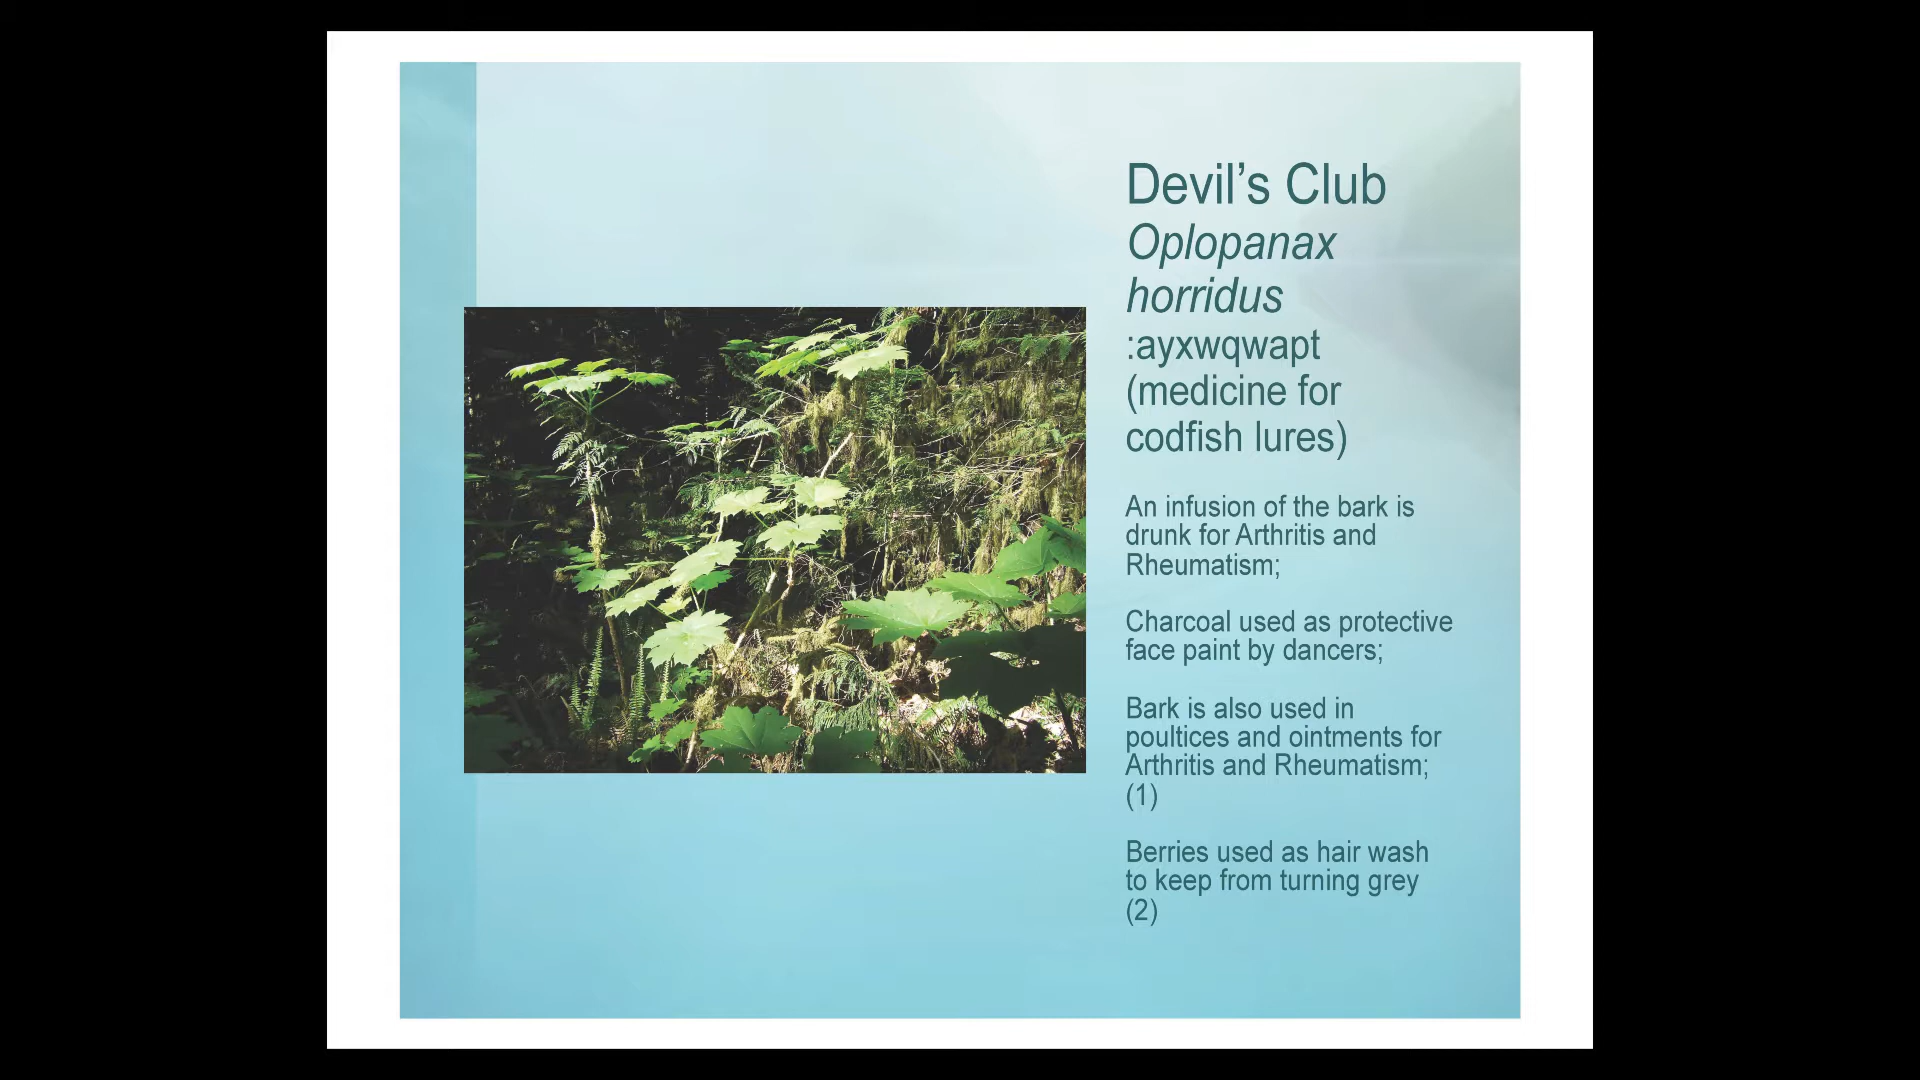 Devil’s Club
Oplopanax
horridus
:ayxwqwapt
(medicine for
codfish lures)
An infusion of the bark is
drunk for Arthritis and
Rheumatism;
Charcoal used as protective
face paint by dancers;
Bark is also used in
poultices and ointments for
Arthritis and Rheumatism;
(1)
Berries used as hair wash
to keep from turning grey
(2)